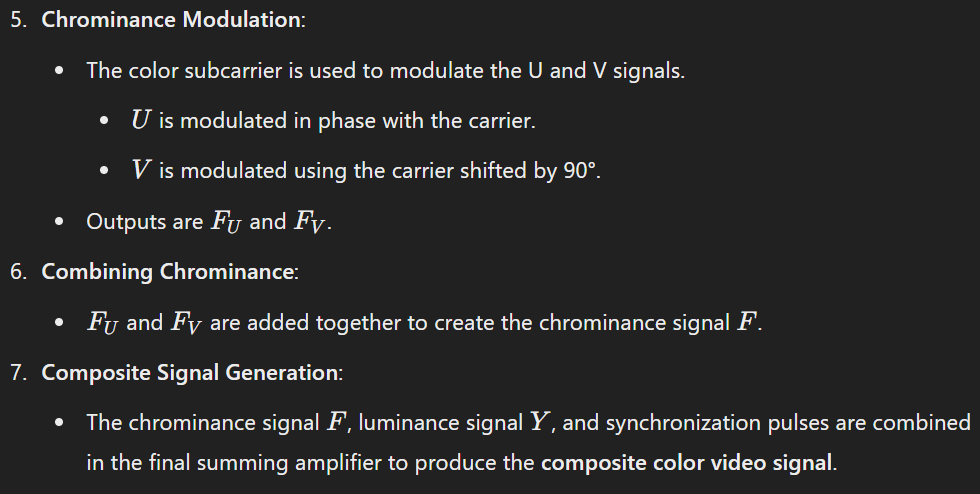 5. Chrominance Modulation:
• The color subcarrier is used to modulate the U and V signals.
• U is modulated in phase with the carrier.
• V is modulated using the carrier shifted by 90°.
• Outputs are F_U and F_V.
6. Combining Chrominance:
• F_U and F_V are added together to create the chrominance signal F.
7. Composite Signal Generation:
• The chrominance signal F, luminance signal Y, and synchronization pulses are combined
in the final summing amplifier to produce the composite color video signal.